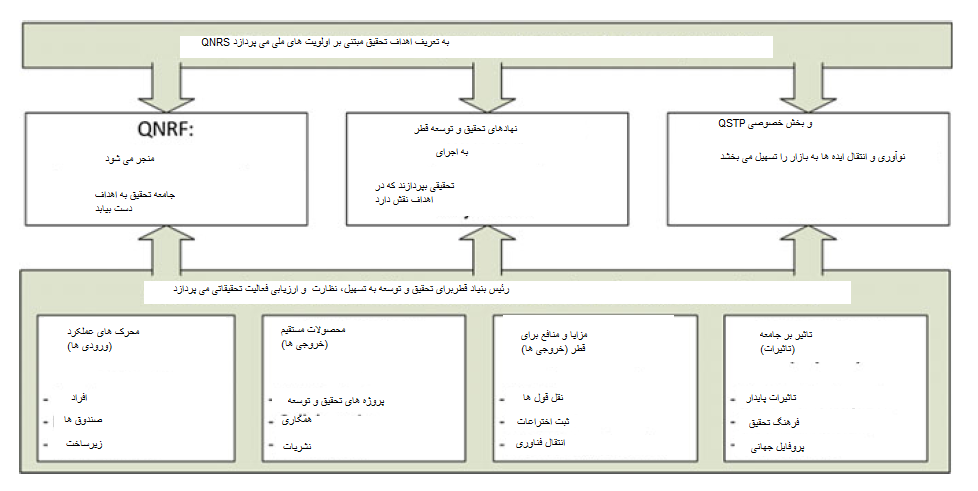 QNRS به تعریف اهداف تحقیق مبتنی بر اولویت های ملی می پردازد
QNRF:
منجر می شود
جامعه تحقیق به اهداف
دست بیابد
نهادهای تحقیق و توسعه قطر
به اجرای
تحقیقی بپردازند که در
اهداف نقش دارد
QSTP و بخش خصوصی
نوآوری و انتقال ایده ها به بازار را تسهیل می بخشد
رئیس بنیاد قطربرای تحقیق و توسعه به تسهیل، نظارت و ارزیابی فعالیت تحقیقاتی می پردازد
محرک های عملکرد
(ورودی ها)
- افراد
- صندوق ها
- زیرساخت
محصولات مستقیم
(خروجی ها)
- پروژه های تحقیق و توسعه
- همکاری
- نشریات
مزایا و منافع برای
قطر (خروجی ها)
- نقل قول ها
- ثبت اختراعات
- انتقال فناوری
تاثیر بر جامعه
(تاثیرات)
- تاثیرات پایدار
- فرهنگ تحقیق
- پروفایل جهانی